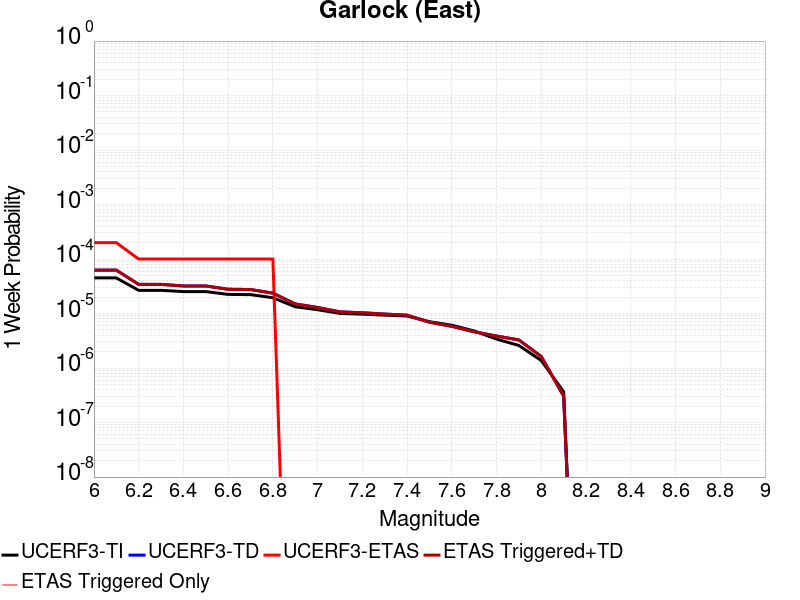 Garlock (East)
10^0
10^-1
10^-2
10^-3
10^-4
10^-5
10^-6
10^-7
10^-8
1 Week Probability
6 6.2 6.4 6.6 6.8 7 7.2 7.4 7.6 7.8 8 8.2 8.4 8.6 8.8 9
Magnitude
UCERF3-TI UCERF3-TD UCERF3-ETAS ETAS Triggered+TD
ETAS Triggered Only